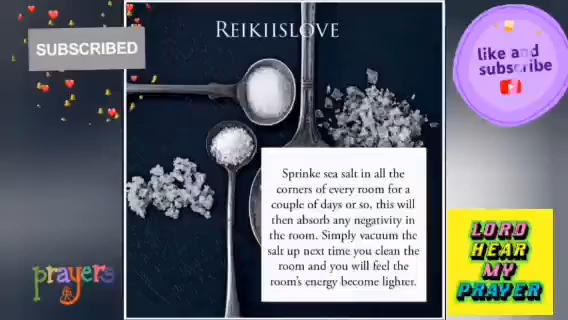 SUBSCRIBED
REIKIISLOVE
like and
subscribe
Sprinke sea salt in all the
corners of every room for a
couple of days or so, this will
then absorb any negativity in
the room. Simply vacuum the
salt up next time you clean the
room and you will feel the
room's energy become lighter.
prayers
LORD
HEAR
MY
PRAYER